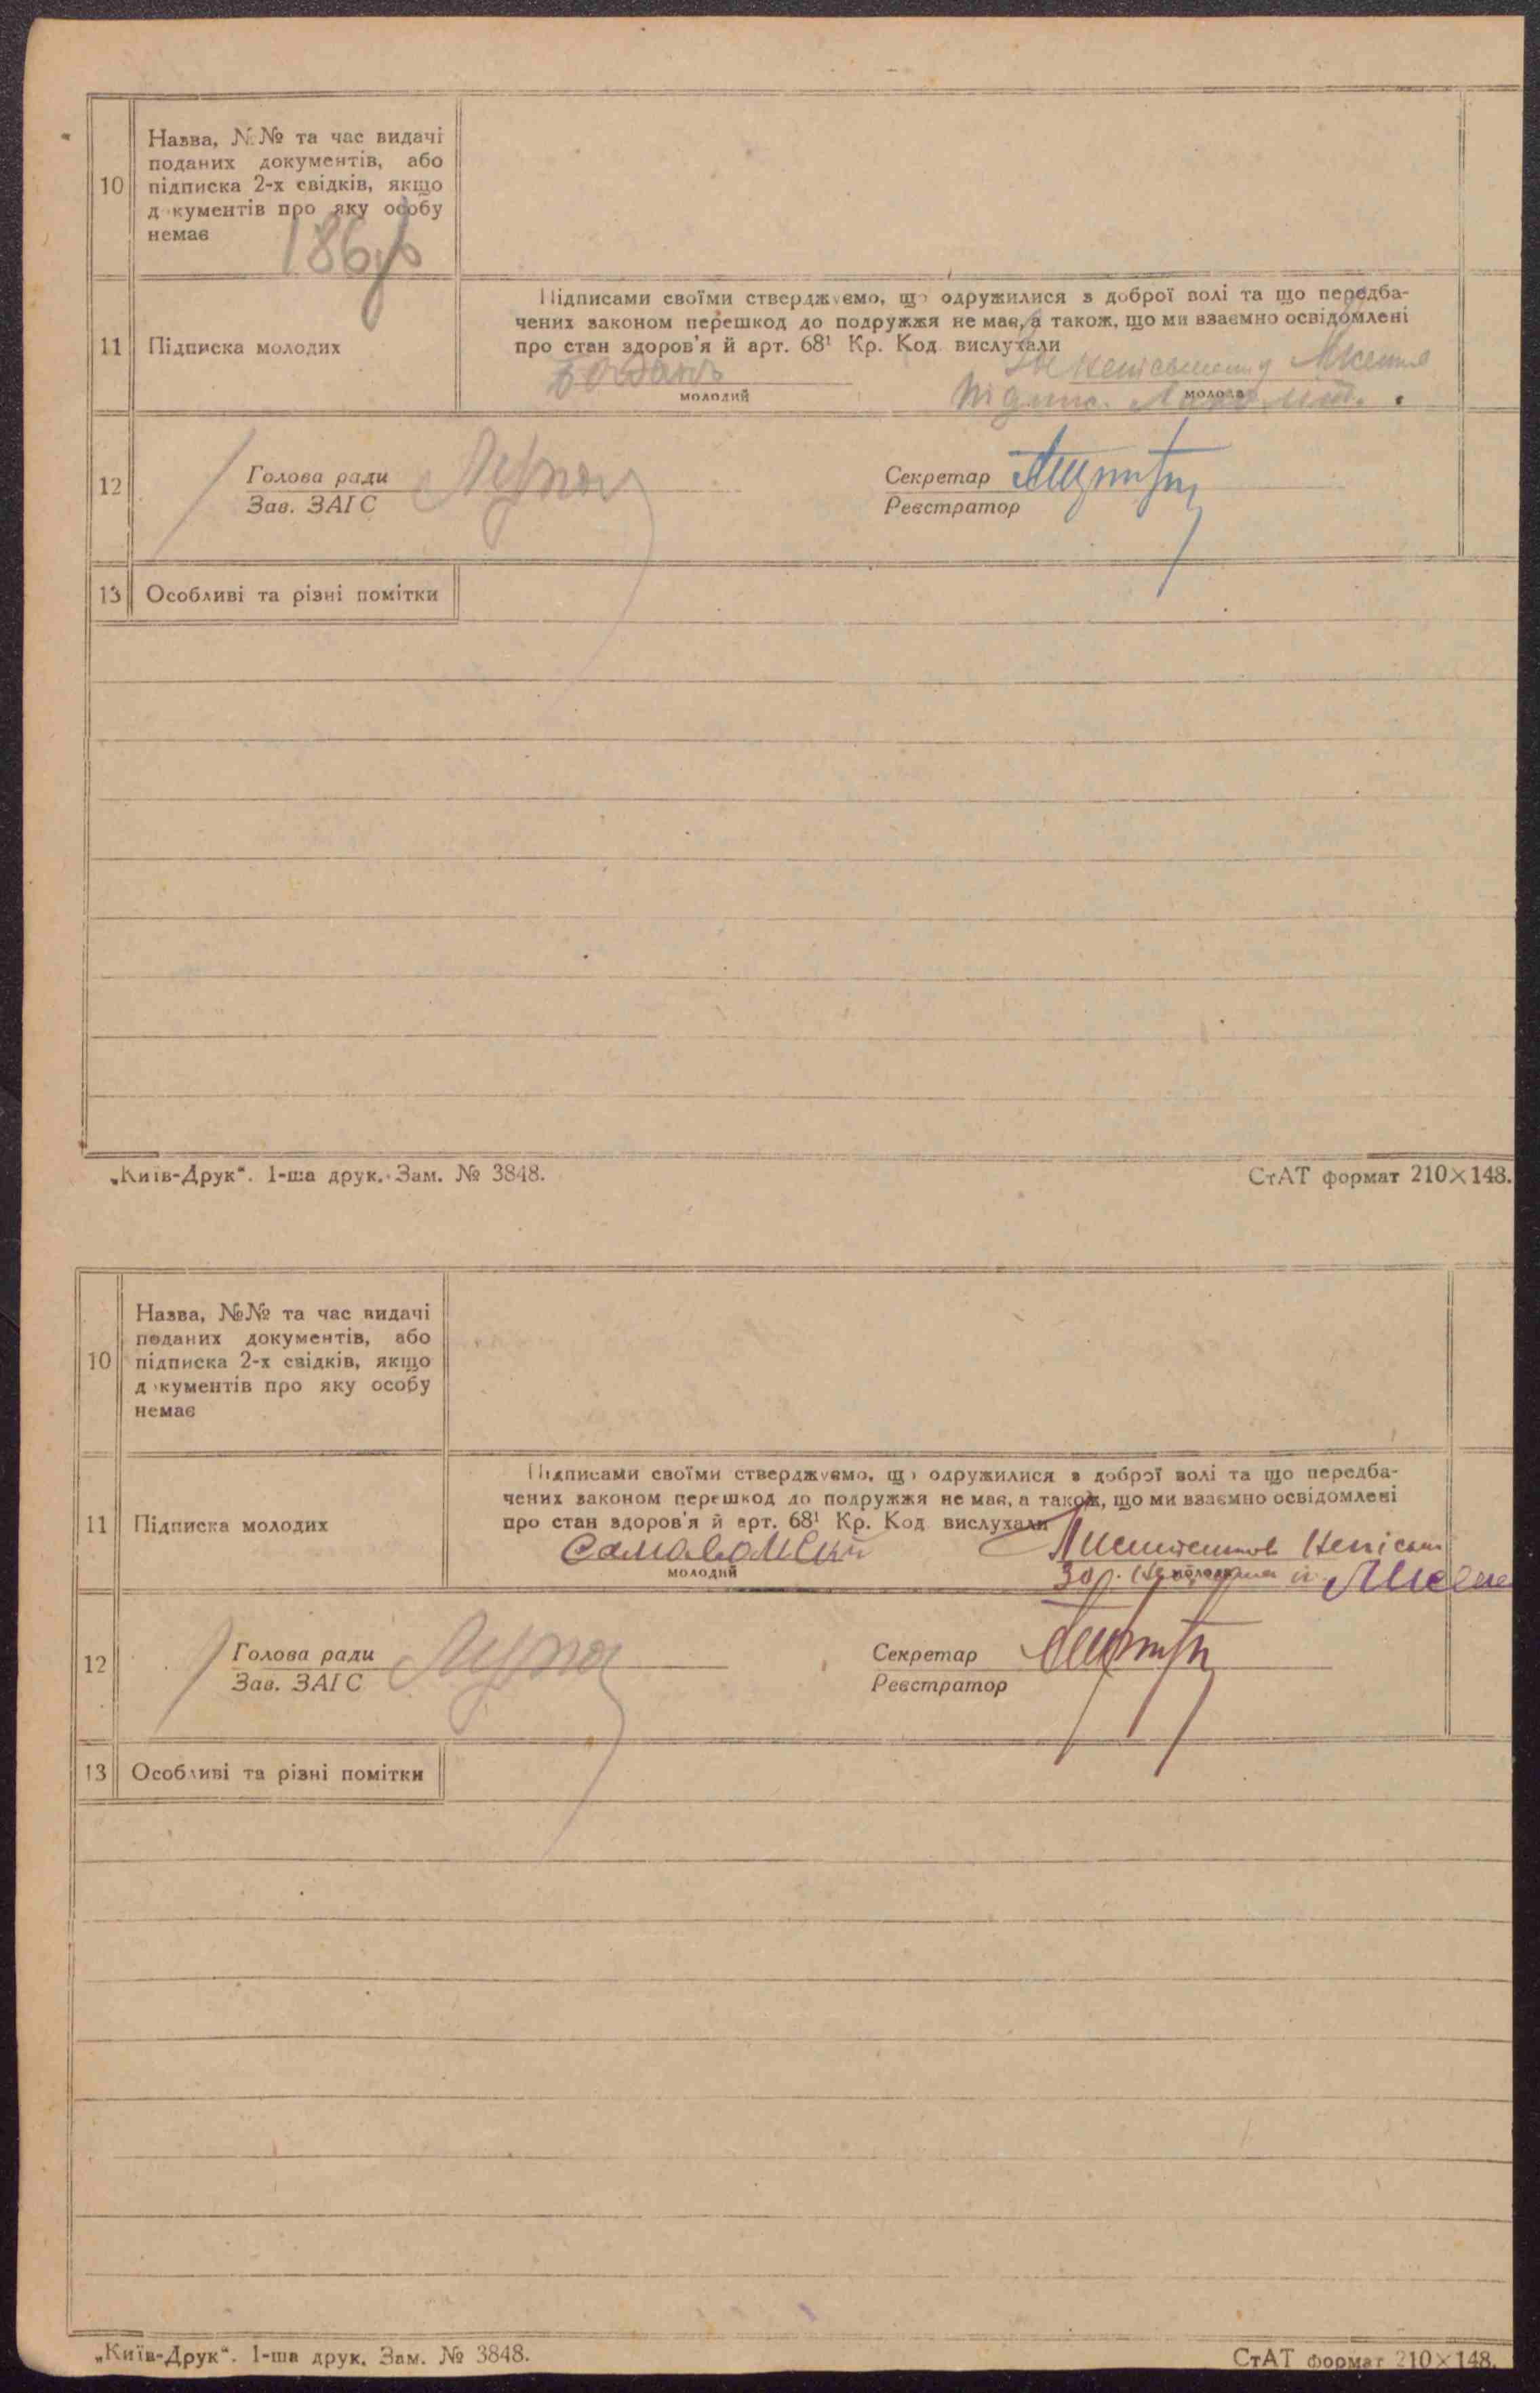 10
Назва, №№ та час видачі
поданих документів, або
підписка 2-х свідків, якщо
д кументів про яку особу
немає
186
11
Підписка молодих
Підписами своїми стверджуємо, що одружилися з доброї волі та що передба-
чених законом перешкод до подружжя не має, а також, що ми взаємно освідомлені
про стан здоров'я й арт. 68¹ Кр. Код. вислухали
Богдань
молодий
молода
12
Голова ради
Зав. ЗАГС
Секретар
Реєстратор
13
Особливі та різні помітки
„Київ-Друк“. 1-ша друк. Зам. № 3848.
СтАТ формат 210×148.
10
Назва, №№ та час видачі
поданих документів, або
підписка 2-х свідків, якщо
д кументів про яку особу
немає
11
Підписка молодих
Підписами своїми стверджуємо, що одружилися з доброї волі та що передба-
чених законом перешкод до подружжя не має, а також, що ми взаємно освідомлені
про стан здоров'я й арт. 68¹ Кр. Код. вислухали
молодий
молода
12
Голова ради
Зав. ЗАГС
Секретар
Реєстратор
13
Особливі та різні помітки
„Київ-Друк“. 1-ша друк. Зам. № 3848.
СтАТ формат 210×148.